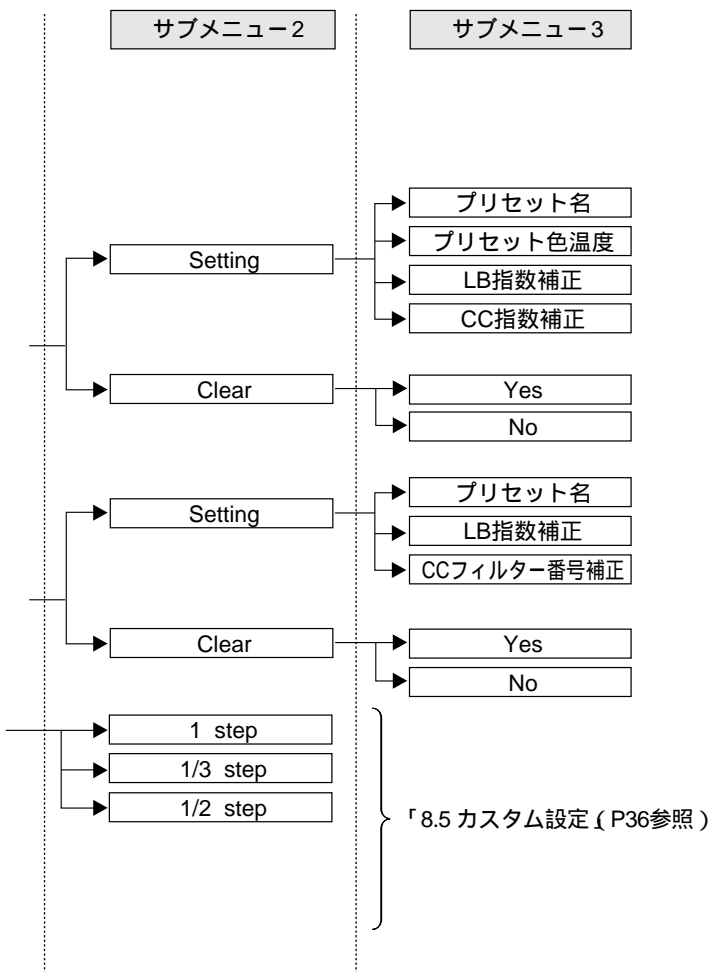 サブメニュー2
サブメニュー3
Setting
プリセット名
プリセット色温度
LB指数補正
CC指数補正
Clear
Yes
No
Setting
プリセット名
LB指数補正
CCフィルター番号補正
Clear
Yes
No
1 step
1/3 step
1/2 step
「8.5 カスタム設定」(P36参照)